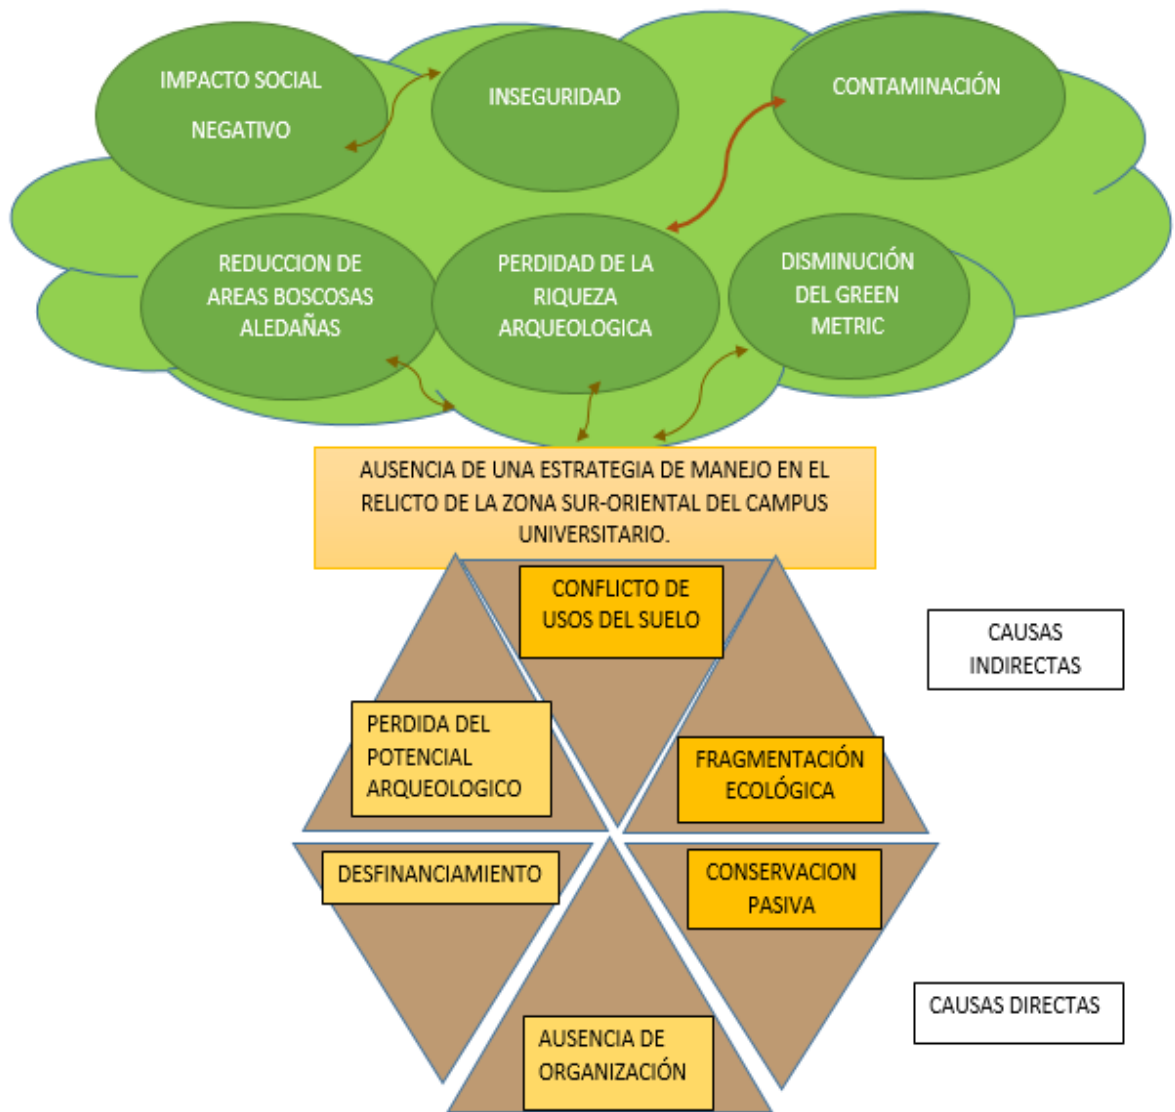 IMPACTO SOCIAL
NEGATIVO
INSEGURIDAD
CONTAMINACIÓN
REDUCCION DE
AREAS BOSCOSAS
ALEDAÑAS
PERDIDAD DE LA
RIQUEZA
ARQUEOLOGICA
DISMINUCIÓN
DEL GREEN
METRIC
AUSENCIA DE UNA ESTRATEGIA DE MANEJO EN EL
RELICTO DE LA ZONA SUR-ORIENTAL DEL CAMPUS
UNIVERSITARIO.
CONFLICTO DE
USOS DEL SUELO
CAUSAS
INDIRECTAS
PERDIDA DEL
POTENCIAL
ARQUEOLOGICO
FRAGMENTACIÓN
ECOLÓGICA
DESFINANCIAMIENTO
CONSERVACION
PASIVA
CAUSAS DIRECTAS
AUSENCIA DE
ORGANIZACIÓN